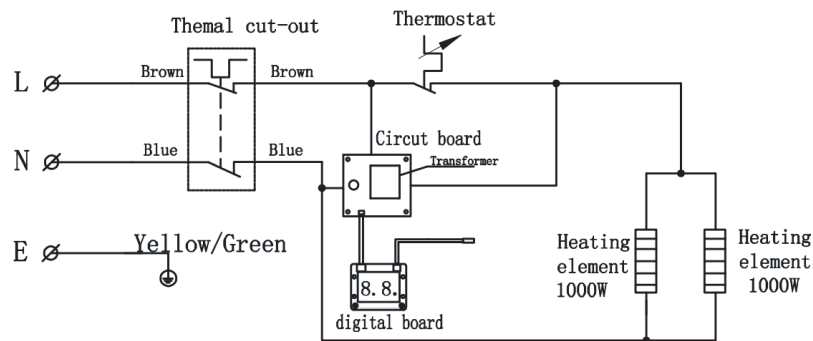 Themal cut-out
Thermostat
L
Brown
Brown
N
Blue
Blue
Circut board
Transformer
E
Yellow/Green
8.8.
digital board
Heating
element
1000W
Heating
element
1000W